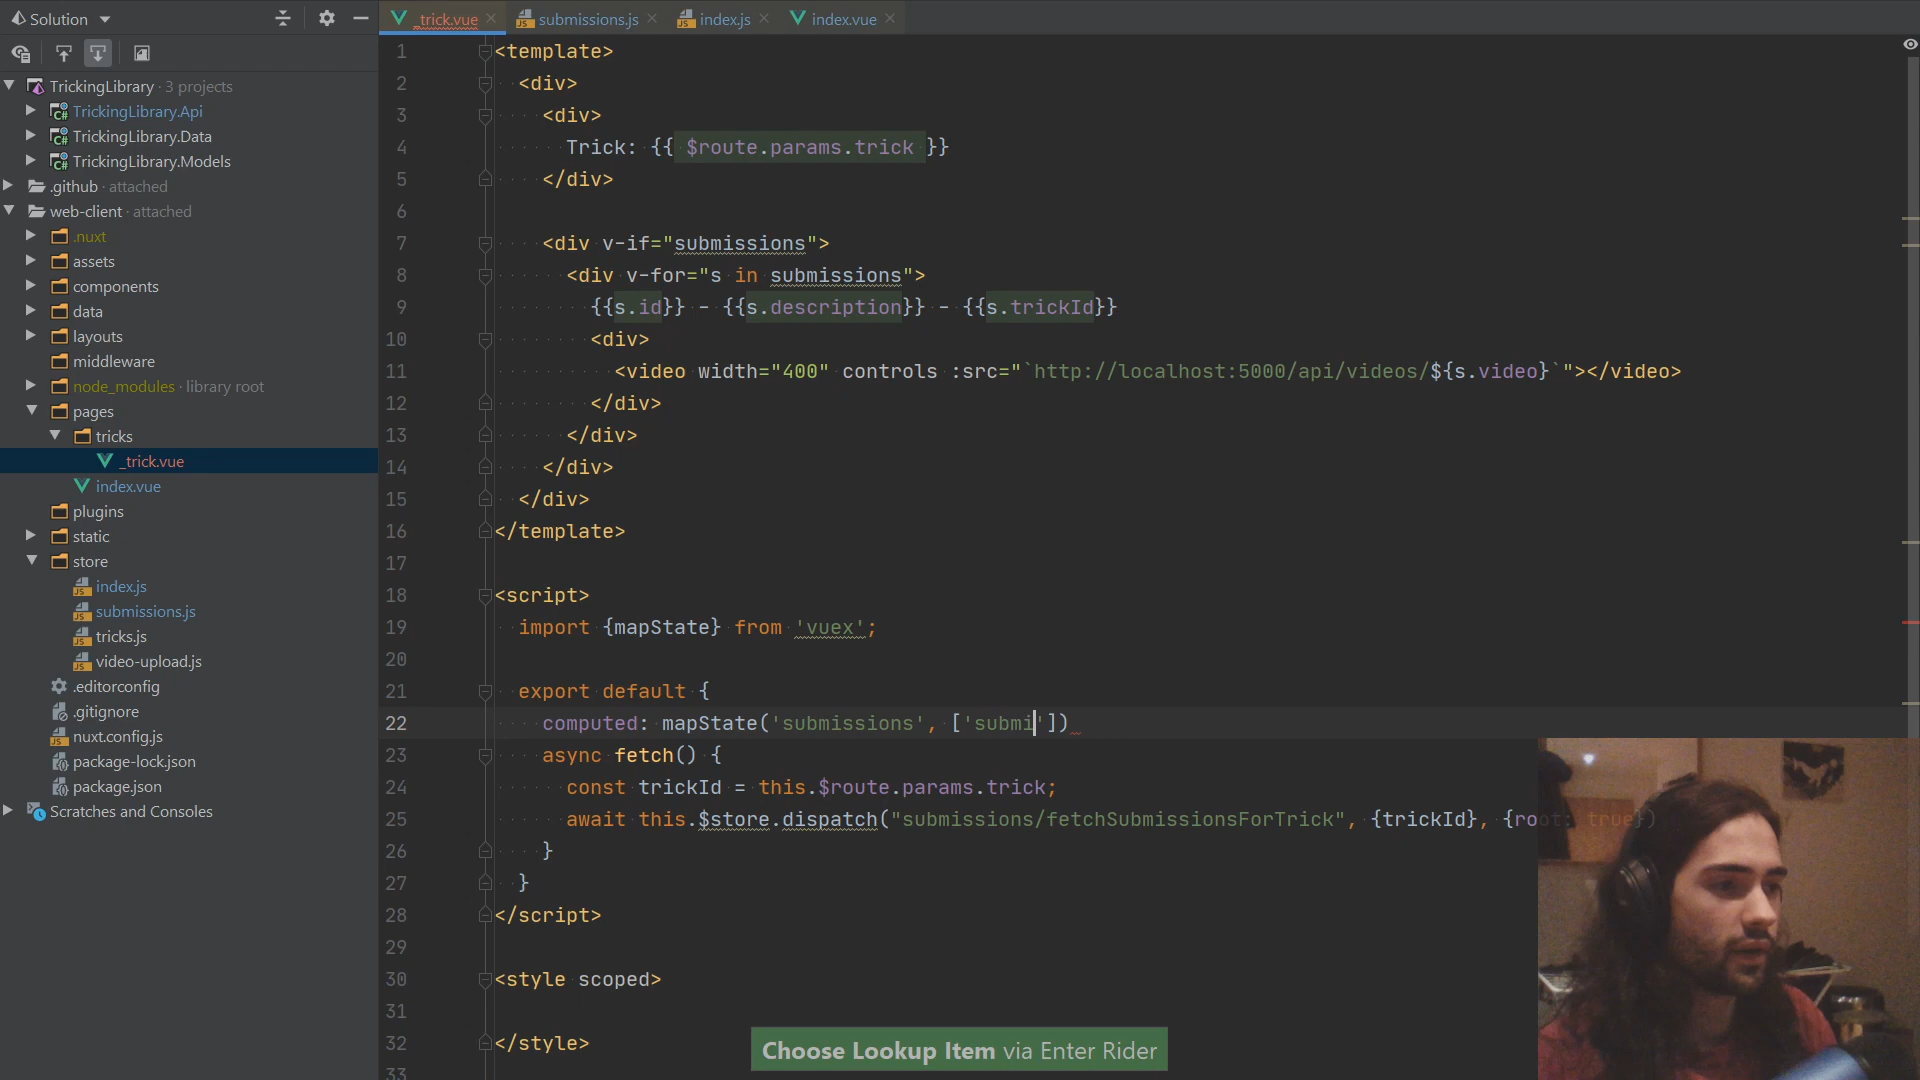 Solution
_trick.vue
submissions.js
index.js
index.vue
TrickingLibrary · 3 projects
TrickingLibrary.Api
TrickingLibrary.Data
TrickingLibrary.Models
.github · attached
web-client · attached
.nuxt
assets
components
data
layouts
middleware
node_modules · library root
pages
tricks
_trick.vue
index.vue
plugins
static
store
index.js
submissions.js
tricks.js
video-upload.js
.editorconfig
.gitignore
nuxt.config.js
package-lock.json
package.json
Scratches and Consoles
1 <template>
2 <div>
3 <div>
4 Trick: {{ $route.params.trick }}
5 </div>
6
7 <div v-if="submissions">
8 <div v-for="s in submissions">
9 {{s.id}} - {{s.description}} - {{s.trickId}}
10 <div>
11 <video width="400" controls :src="`http://localhost:5000/api/videos/${s.video}`"></video>
12 </div>
13 </div>
14 </div>
15 </div>
16 </template>
17
18 <script>
19 import {mapState} from 'vuex';
20
21 export default {
22 computed: mapState('submissions', ['submi'])
23 async fetch() {
24 const trickId = this.$route.params.trick;
25 await this.$store.dispatch("submissions/fetchSubmissionsForTrick", {trickId}, {root: true})
26 }
27 }
28 </script>
29
30 <style scoped>
31
32 </style>
33
Choose Lookup Item via Enter Rider